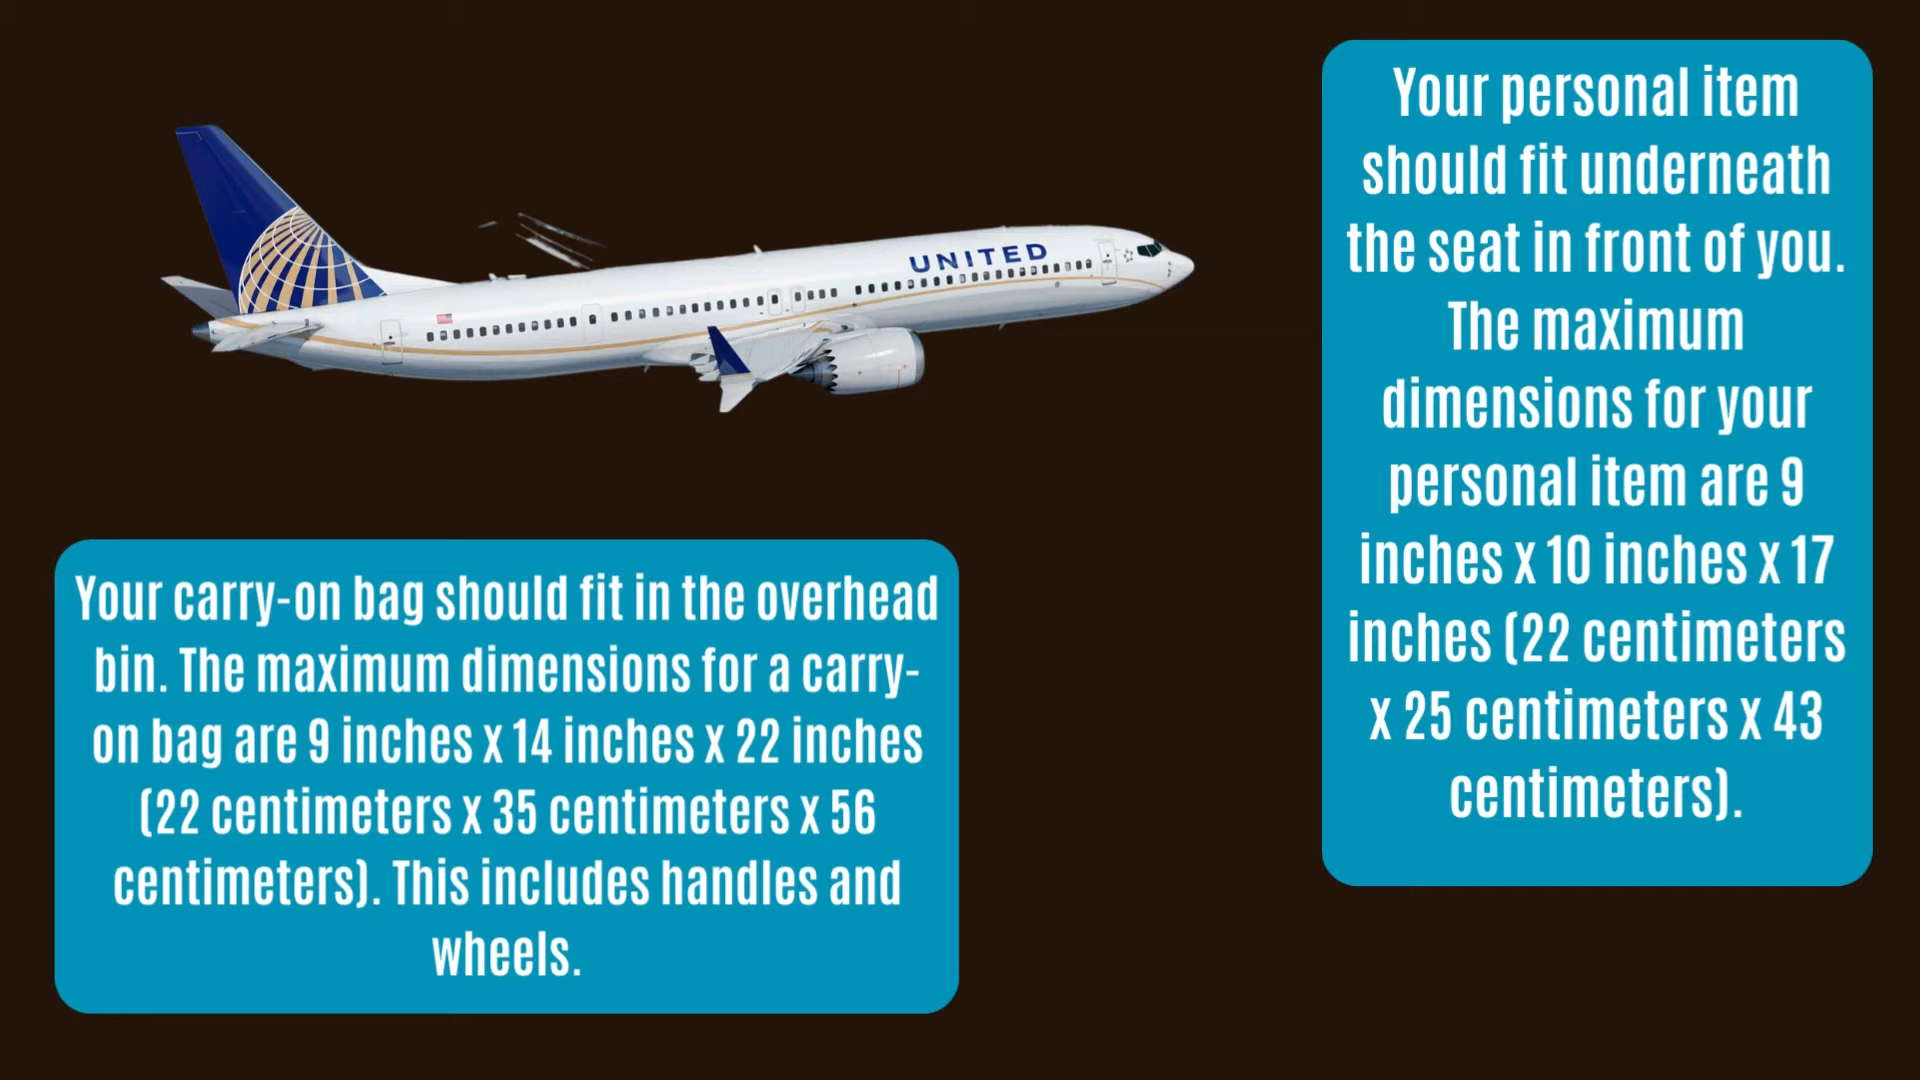 UNITED
Your personal item
should fit underneath
the seat in front of you.
The maximum
dimensions for your
personal item are 9
inches x 10 inches x 17
inches (22 centimeters
x 25 centimeters x 43
centimeters).
Your carry-on bag should fit in the overhead
bin. The maximum dimensions for a carry-
on bag are 9 inches x 14 inches x 22 inches
(22 centimeters x 35 centimeters x 56
centimeters). This includes handles and
wheels.